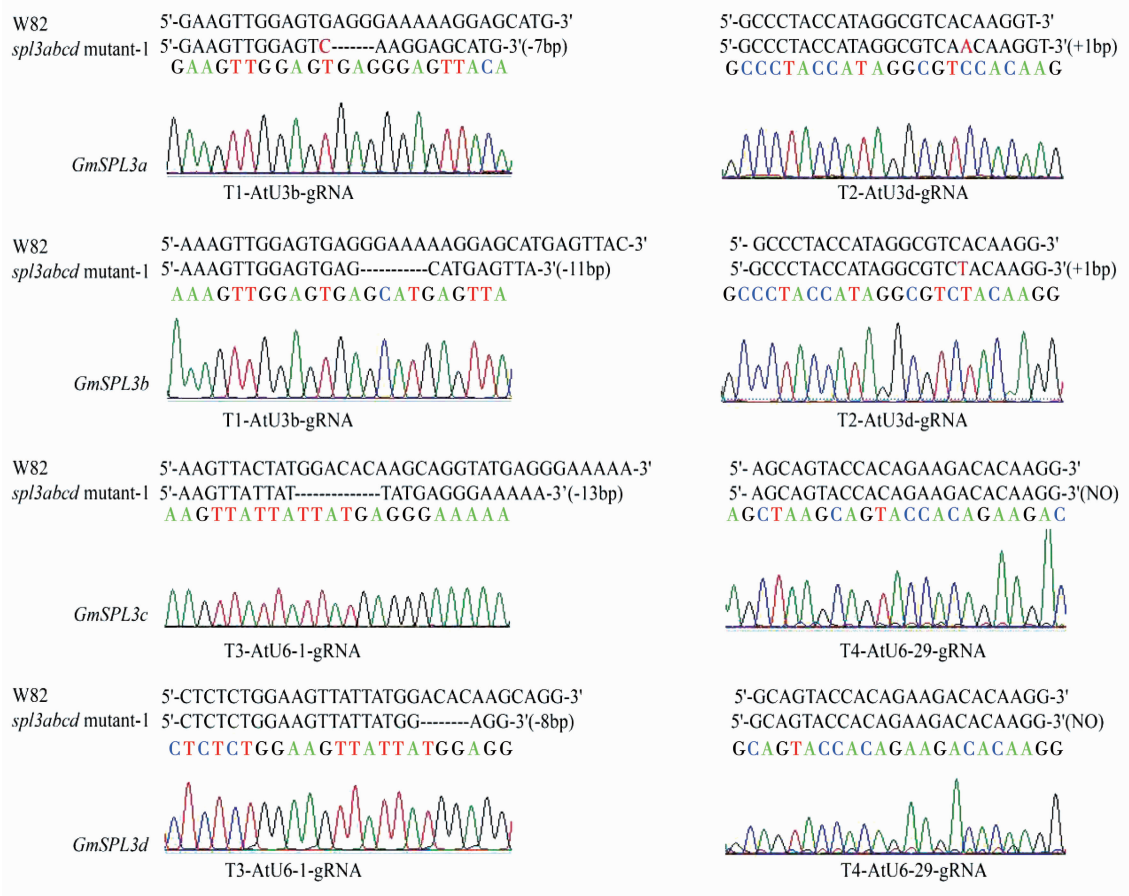 W82 5'-GAAGTTGGAGTGAGGGAAAAAGGAGCATG-3'
spl3abcd mutant-1 5'-GAAGTTGGAGTC-------AAGGAGCATG-3'(-7bp)
GAAGTTGGAGTGAGGGAGTTACA
GmSPL3a
T1-AtU3b-gRNA
5'-GCCCTACCATAGGCGTCACAAGGT-3'
5'-GCCCTACCATAGGCGTCAACAAGGT-3'(+1bp)
GCCCTACCATAGGCGTCCACAAG
T2-AtU3d-gRNA
W82 5'-AAAGTTGGAGTGAGGGAAAAAGGAGCATGAGTTAC-3'
spl3abcd mutant-1 5'-AAAGTTGGAGTGAG-----------CATGAGTTA-3'(-11bp)
AAAGTTGGAGTGAGCATGAGTTA
GmSPL3b
T1-AtU3b-gRNA
5'- GCCCTACCATAGGCGTCACAAGG-3'
5'-GCCCTACCATAGGCGTCTACAAGG-3'(+1bp)
GCCCTACCATAGGCGTCTACAAGG
T2-AtU3d-gRNA
W82 5'-AAGTTACTATGGACACAAGCAGGTATGAGGGAAAAA-3'
spl3abcd mutant-1 5'-AAGTTATTAT--------------TATGAGGGAAAAA-3'(-13bp)
AAGTTATTATTATGAGGGAAAAA
GmSPL3c
T3-AtU6-1-gRNA
5'- AGCAGTACCACAGAAGACACAAGG-3'
5'- AGCAGTACCACAGAAGACACAAGG-3'(NO)
AGCTAAGCAGTACCACAGAAGAC
T4-AtU6-29-gRNA
W82 5'-CTCTCTGGAAGTTATTATGGACACAAGCAGG-3'
spl3abcd mutant-1 5'-CTCTCTGGAAGTTATTATGG--------AGG-3'(-8bp)
CTCTCTGGAAGTTATTATGGAGG
GmSPL3d
T3-AtU6-1-gRNA
5'-GCAGTACCACAGAAGACACAAGG-3'
5'-GCAGTACCACAGAAGACACAAGG-3'(NO)
GCAGTACCACAGAAGACACAAGG
T4-AtU6-29-gRNA